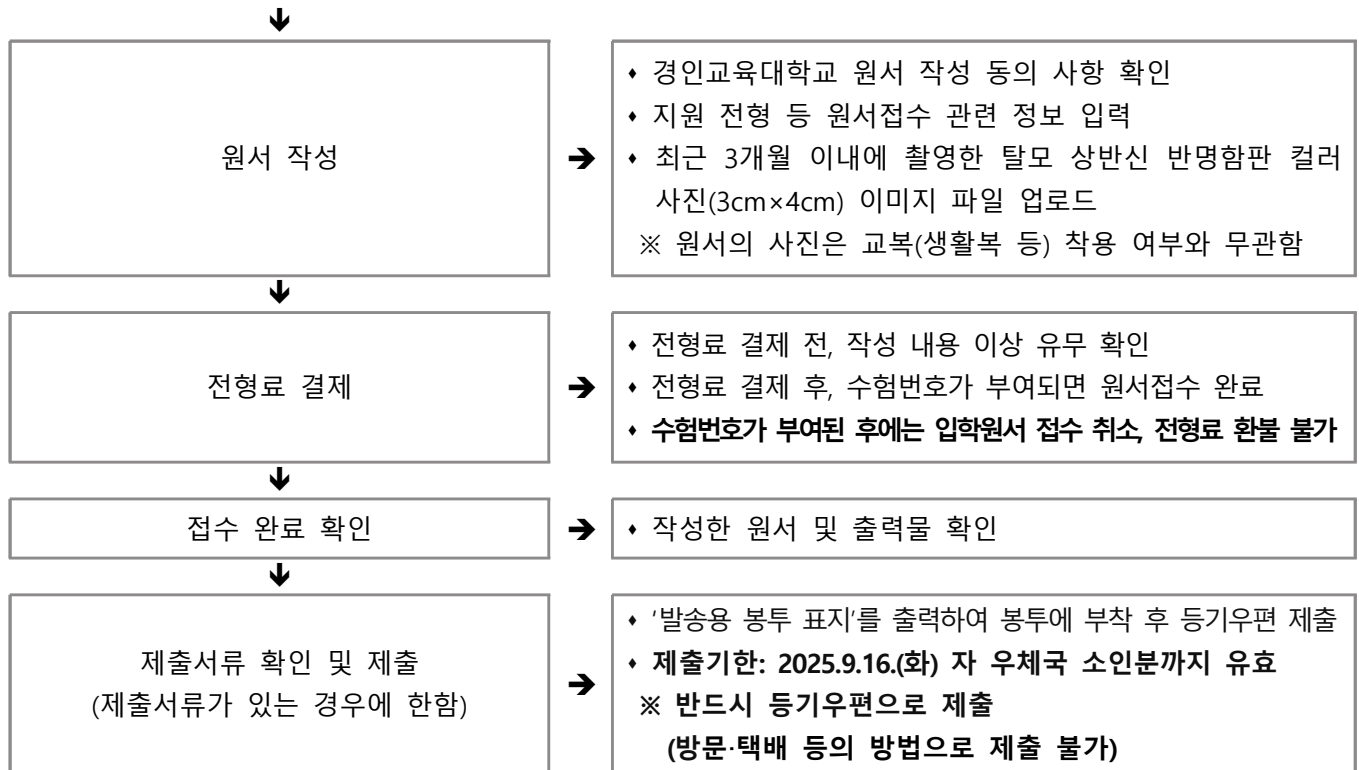 원서 작성
⬧ 경인교육대학교 원서 작성 동의 사항 확인
⬧ 지원 전형 등 원서접수 관련 정보 입력
⬧ 최근 3개월 이내에 촬영한 탈모 상반신 반명함판 컬러
사진(3cm×4cm) 이미지 파일 업로드
※ 원서의 사진은 교복(생활복 등) 착용 여부와 무관함
전형료 결제
⬧ 전형료 결제 전, 작성 내용 이상 유무 확인
⬧ 전형료 결제 후, 수험번호가 부여되면 원서접수 완료
⬧ 수험번호가 부여된 후에는 입학원서 접수 취소, 전형료 환불 불가
접수 완료 확인
⬧ 작성한 원서 및 출력물 확인
제출서류 확인 및 제출
(제출서류가 있는 경우에 한함)
⬧ '발송용 봉투 표지'를 출력하여 봉투에 부착 후 등기우편 제출
⬧ 제출기한: 2025.9.16.(화) 자 우체국 소인분까지 유효
※ 반드시 등기우편으로 제출
(방문·택배 등의 방법으로 제출 불가)